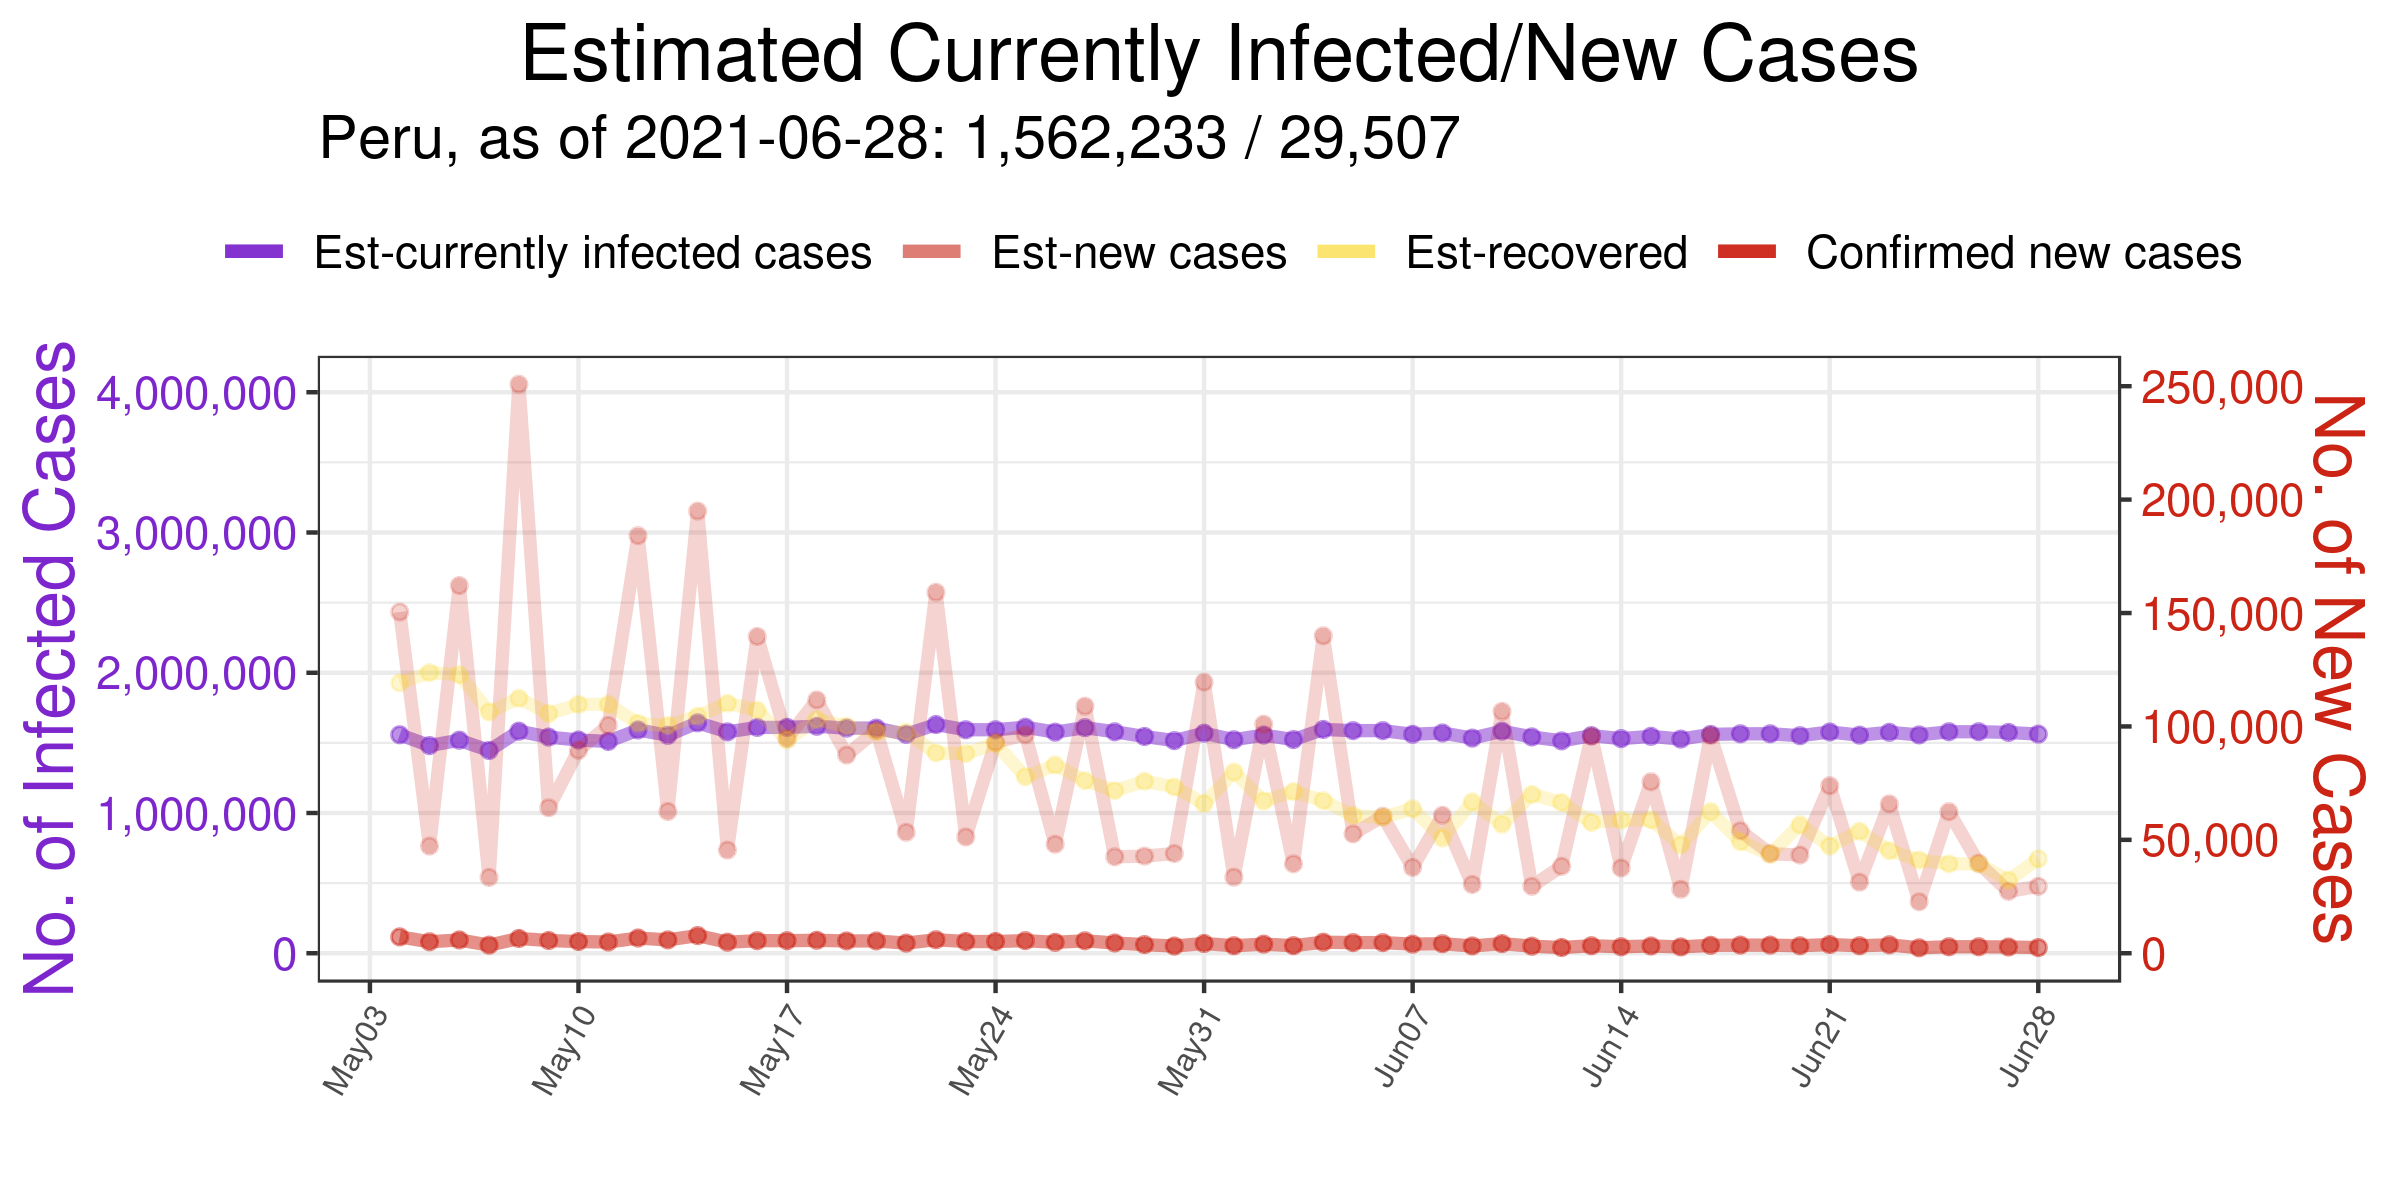 Estimated Currently Infected/New Cases
Peru, as of 2021-06-28: 1,562,233 / 29,507
Est-currently infected cases Est-new cases Est-recovered Confirmed new cases
No. of Infected Cases
4,000,000
3,000,000
2,000,000
1,000,000
0
250,000
200,000
150,000
100,000
50,000
0
No. of New Cases
May03 May10 May17 May24 May31 Jun07 Jun14 Jun21 Jun28